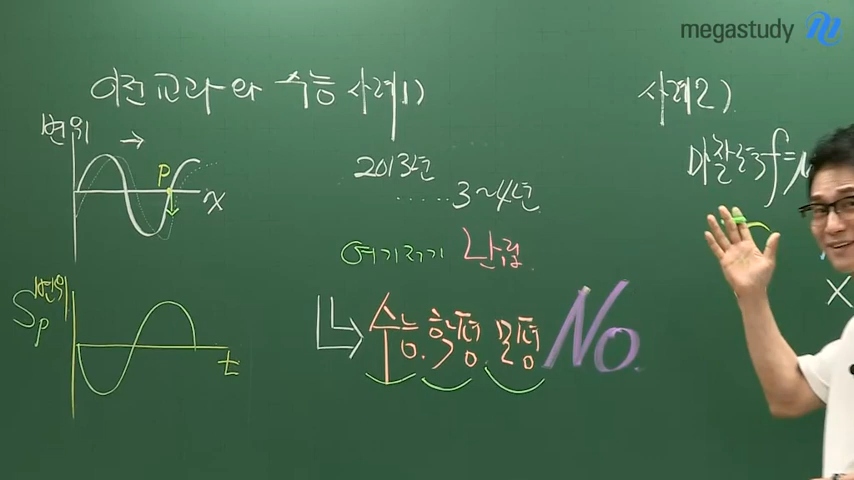 megastudy
이전 교과와 수능 사례1)
변위
P
x
2013년
...... 3~4년
여기저기 난립
수능. 학평. 모평 No.
변위
Sp
t
사례2)
마찰력 f=μ
x